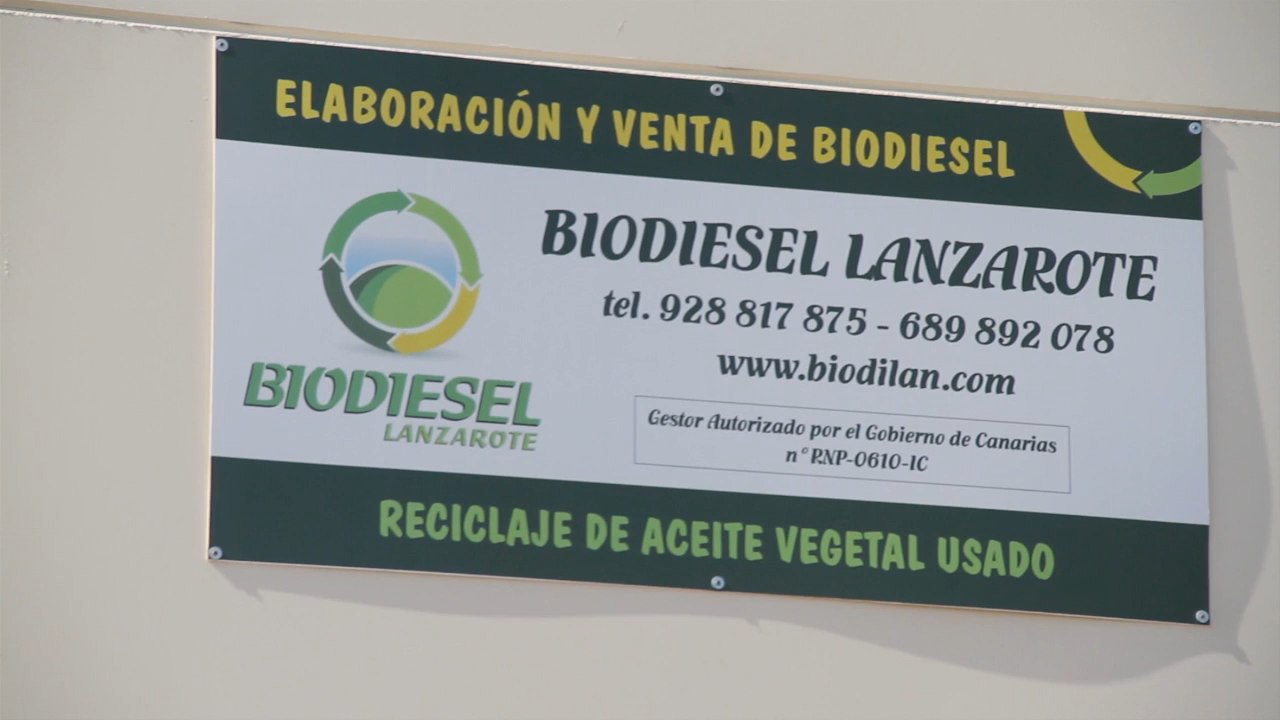 ELABORACIÓN Y VENTA DE BIODIESEL
BIODIESEL LANZAROTE
tel. 928 817 875 - 689 892 078
www.biodilan.com
Gestor Autorizado por el Gobierno de Canarias
n° RNP-0610-IC
BIODIESEL
LANZAROTE
RECICLAJE DE ACEITE VEGETAL USADO